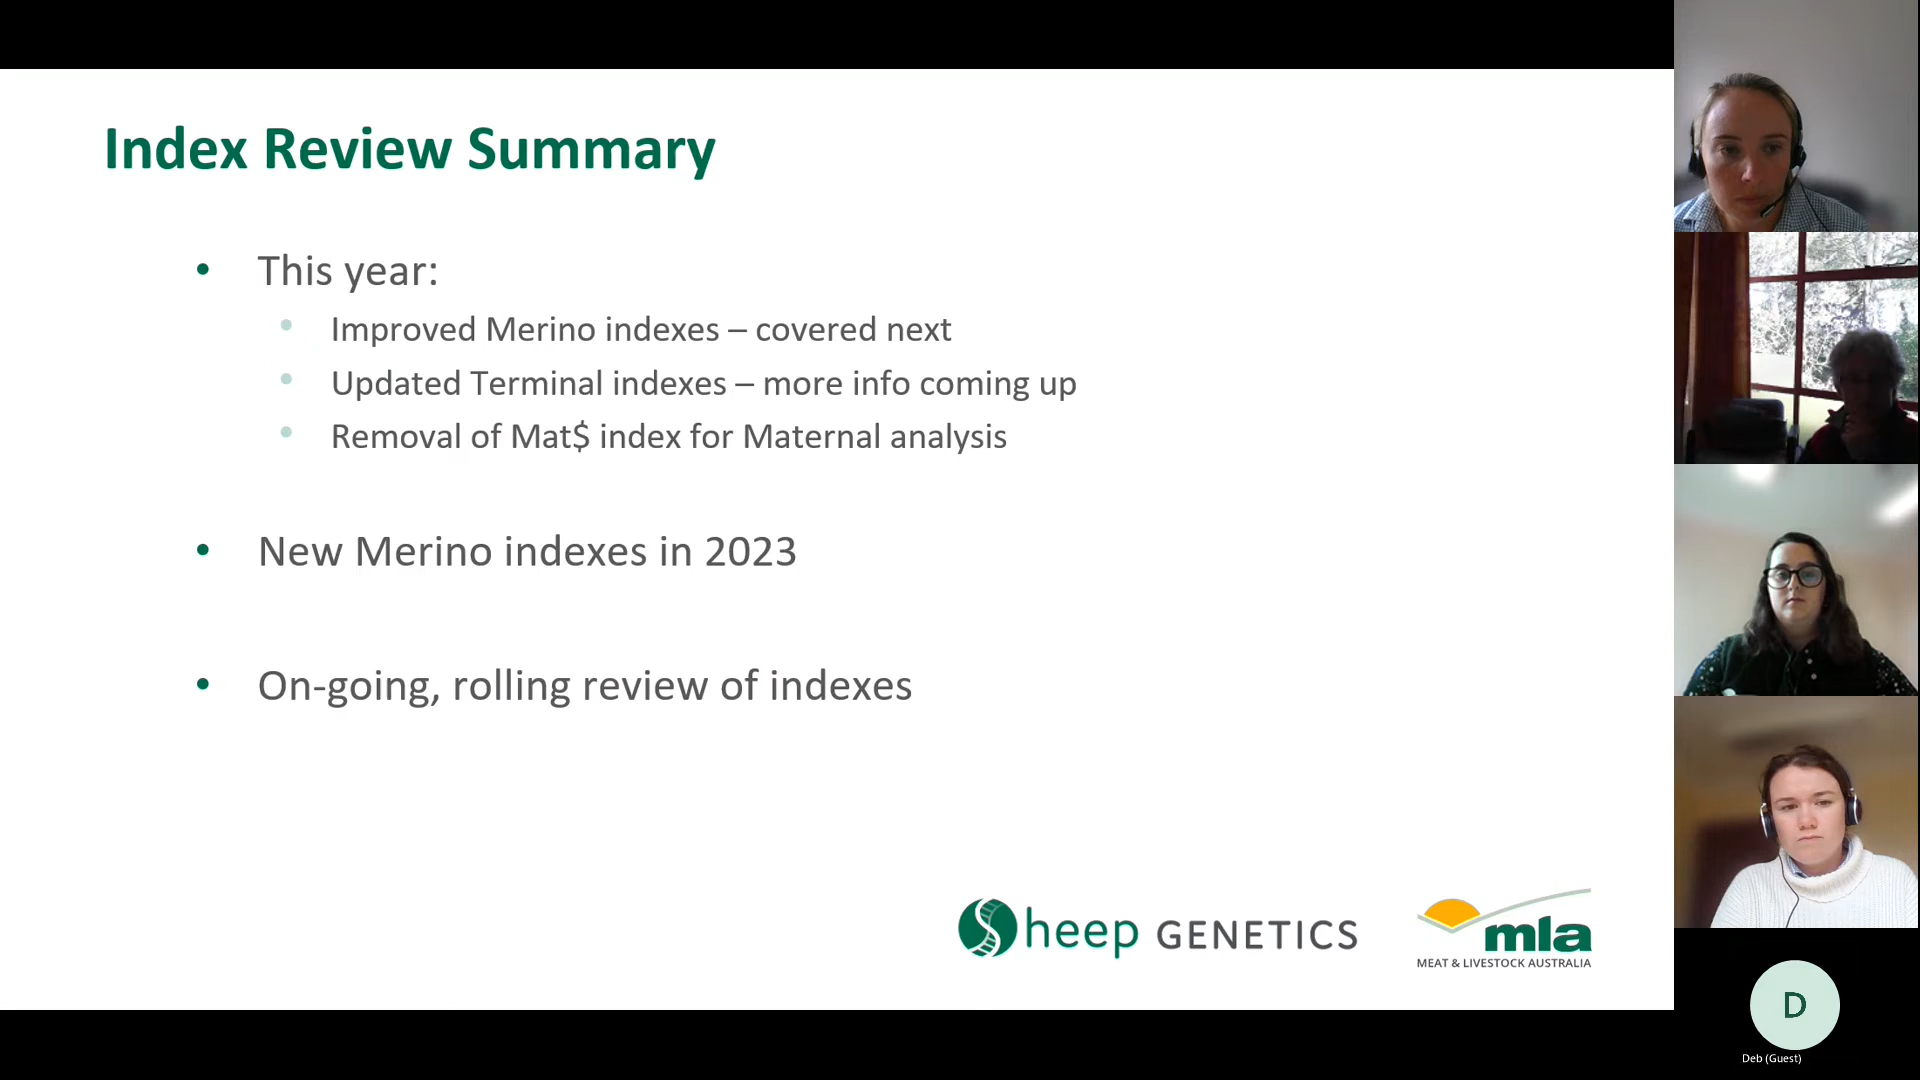 Index Review Summary
• This year:
• Improved Merino indexes – covered next
• Updated Terminal indexes – more info coming up
• Removal of Mat$ index for Maternal analysis
• New Merino indexes in 2023
• On-going, rolling review of indexes
Sheep GENETICS
mla
MEAT & LIVESTOCK AUSTRALIA
D
Deb (Guest)